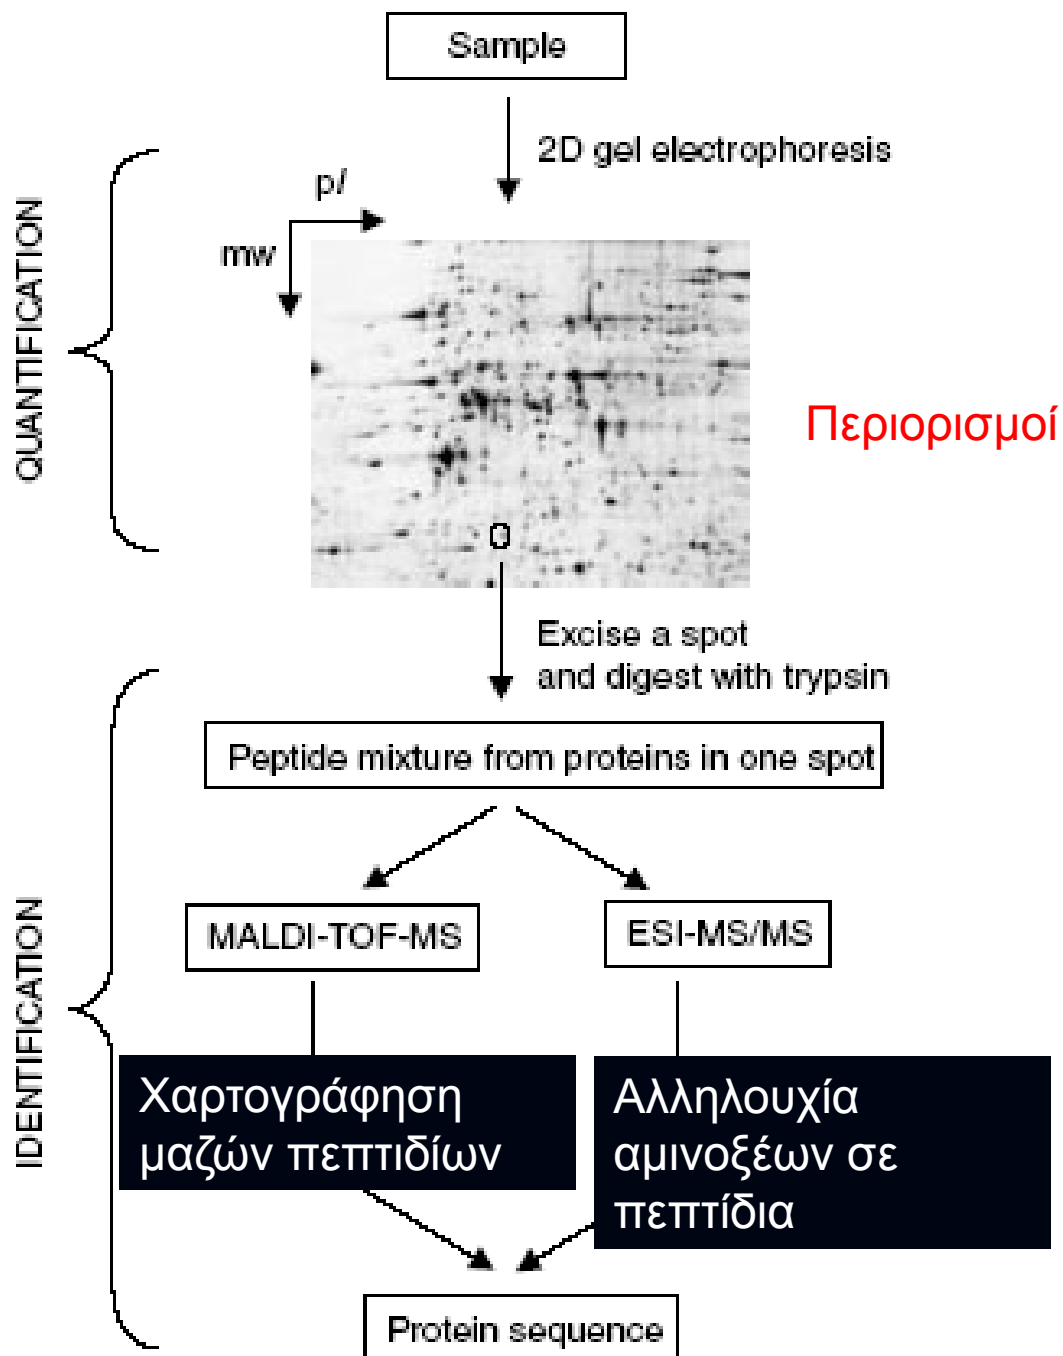 Sample
2D gel electrophoresis
pI
mw
QUANTIFICATION
Περιορισμοί
Excise a spot
and digest with trypsin
Peptide mixture from proteins in one spot
MALDI-TOF-MS
ESI-MS/MS
IDENTIFICATION
Χαρτογράφηση
μαζών πεπτιδίων
Αλληλουχία
αμινοξέων σε
πεπτίδια
Protein sequence